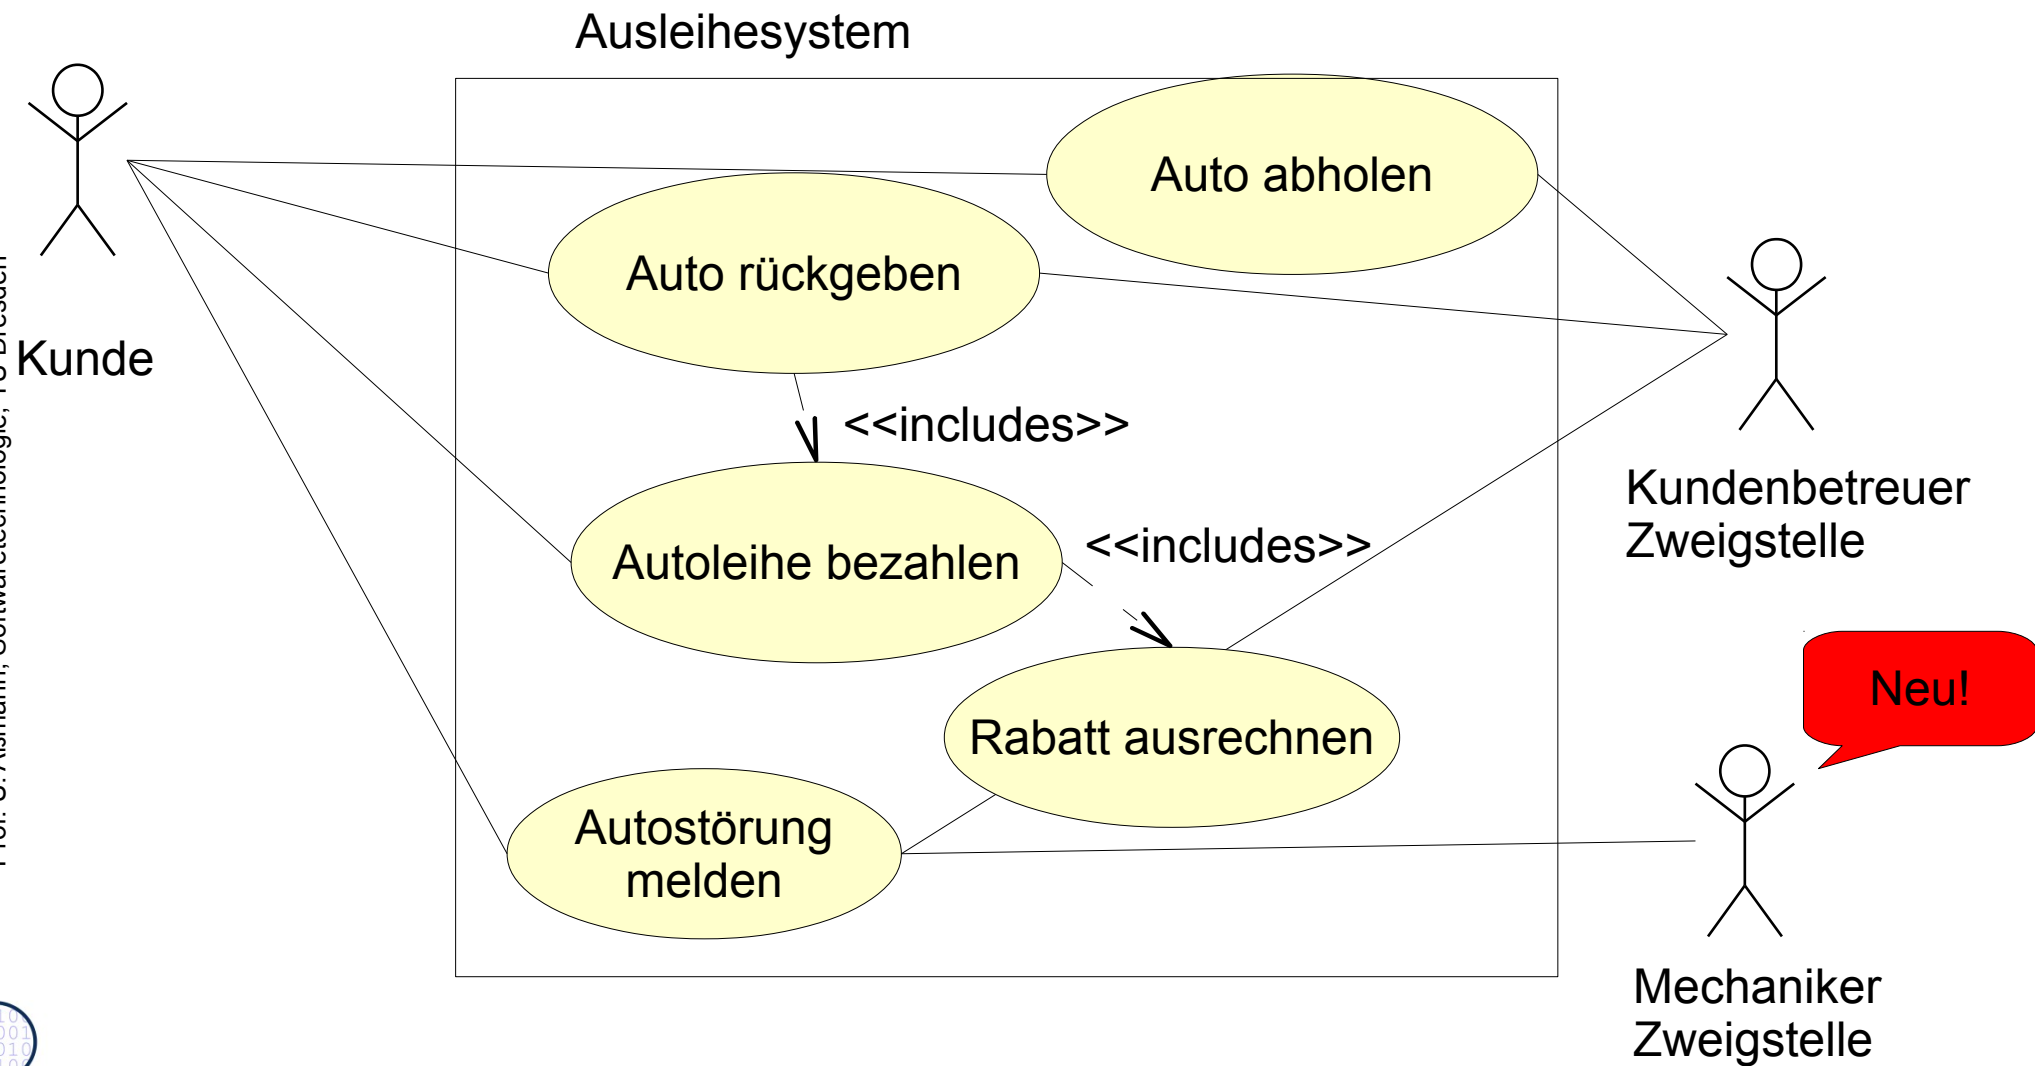 Ausleihesystem
Auto abholen
Auto rückgeben
Kunde
<<includes>>
Kundenbetreuer
Zweigstelle
<<includes>>
Autoleihe bezahlen
Neu!
Rabatt ausrechnen
Autostörung
melden
Mechaniker
Zweigstelle